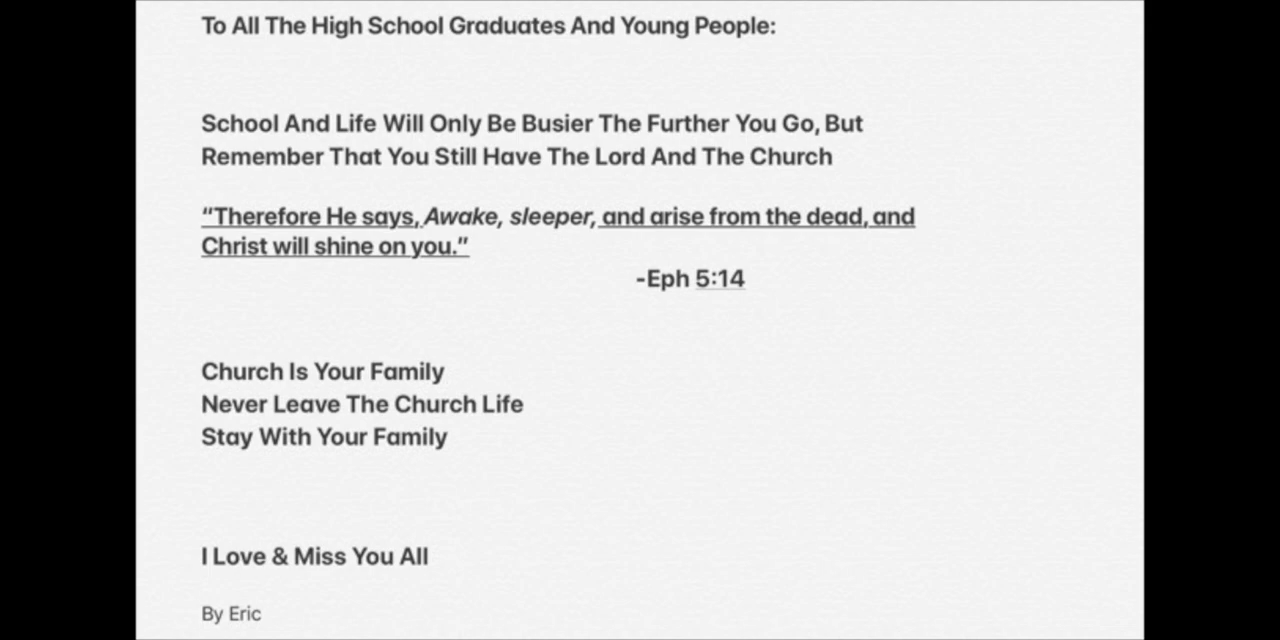 To All The High School Graduates And Young People:
School And Life Will Only Be Busier The Further You Go, But
Remember That You Still Have The Lord And The Church
“Therefore He says, Awake, sleeper, and arise from the dead, and
Christ will shine on you.”
-Eph 5:14
Church Is Your Family
Never Leave The Church Life
Stay With Your Family
I Love & Miss You All
By Eric